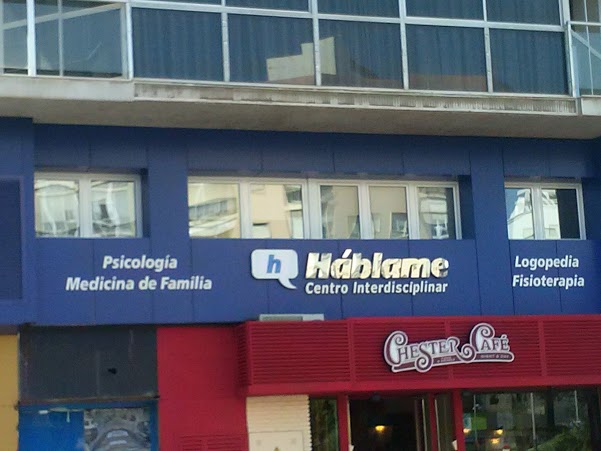 Psicología
Medicina de Familia
h
Háblame
Centro Interdisciplinar
Logopedia
Fisioterapia
CHESTER CAFÉ